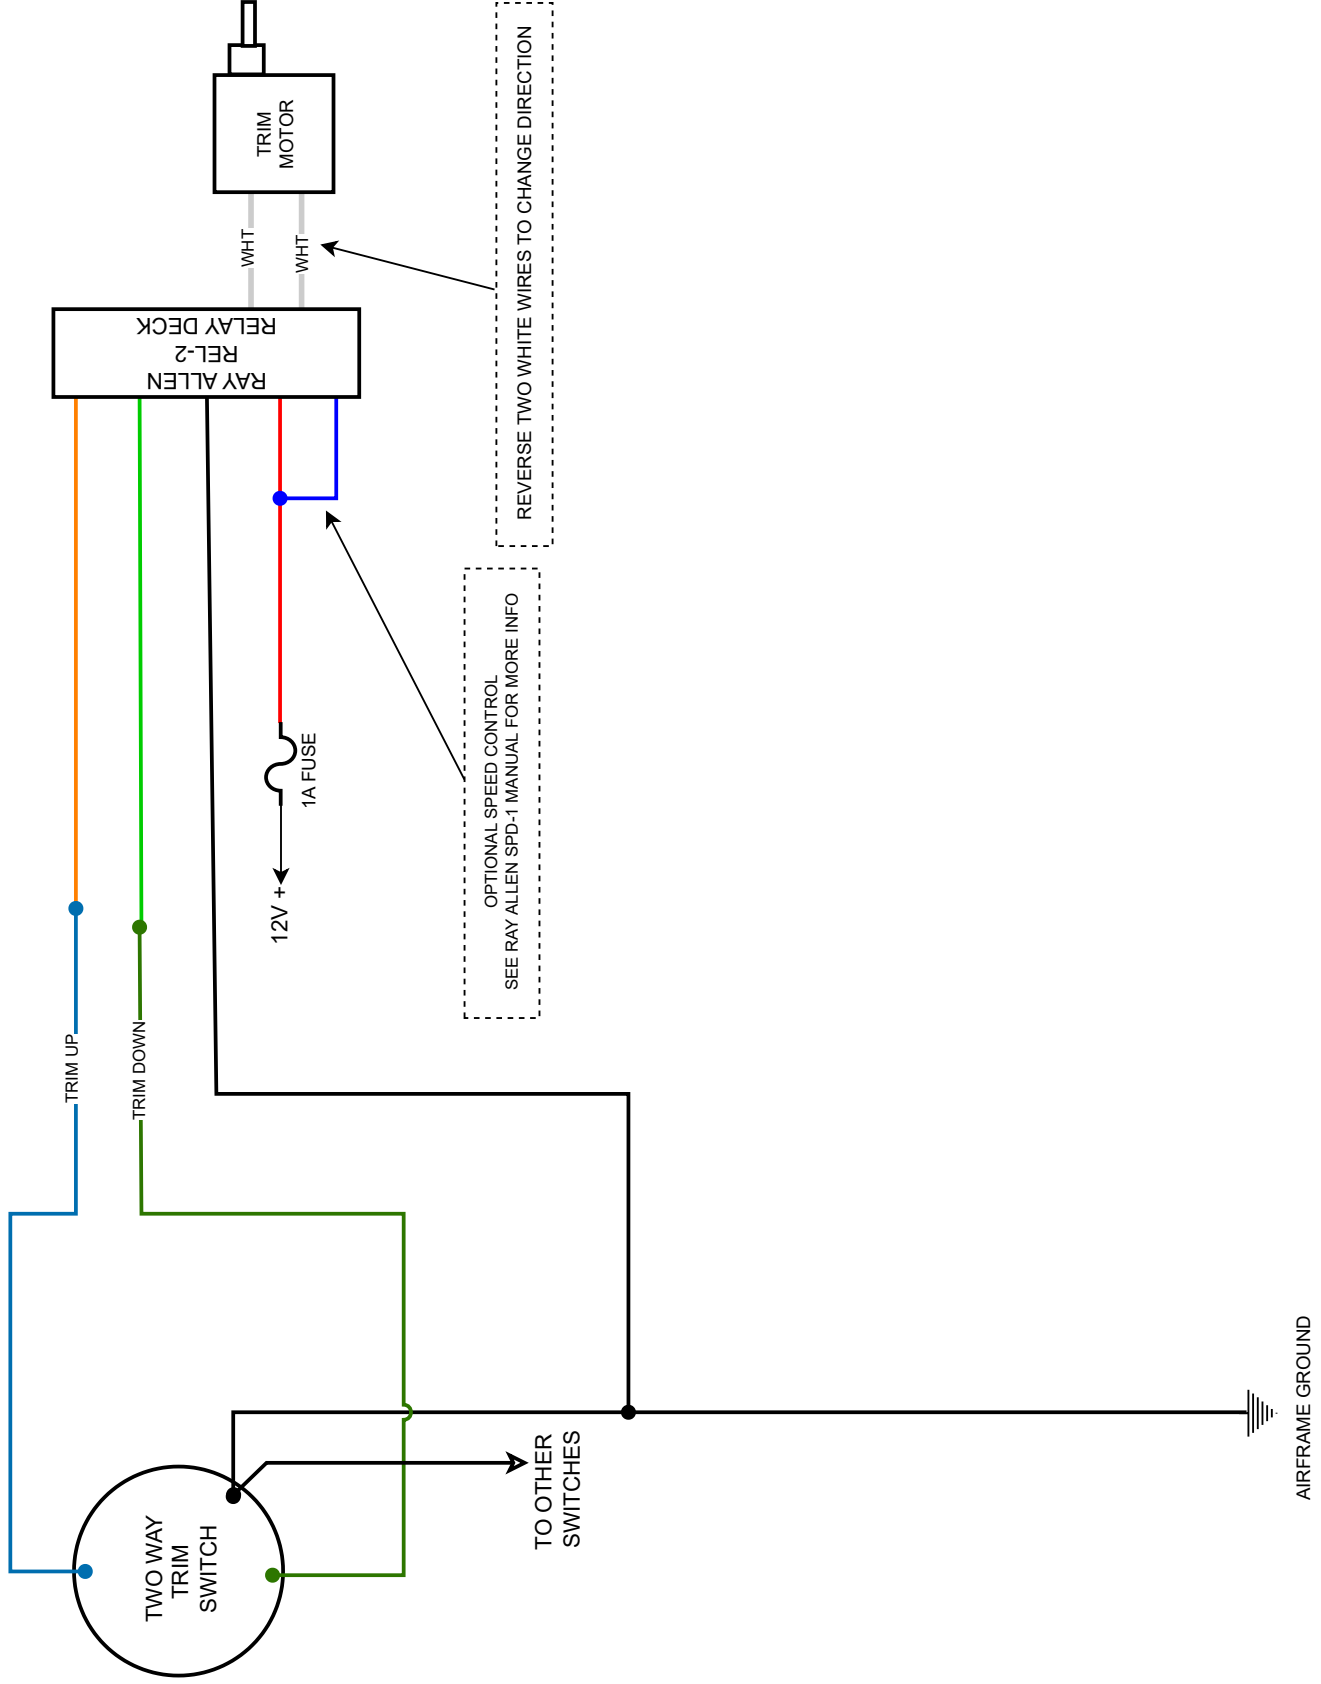 TRIM
MOTOR
WHT
WHT
RAY ALLEN
REL-2
RELAY DECK
REVERSE TWO WHITE WIRES TO CHANGE DIRECTION
OPTIONAL SPEED CONTROL
SEE RAY ALLEN SPD-1 MANUAL FOR MORE INFO
1A FUSE
12V +
TRIM UP
TRIM DOWN
TWO WAY
TRIM
SWITCH
TO OTHER
SWITCHES
AIRFRAME GROUND